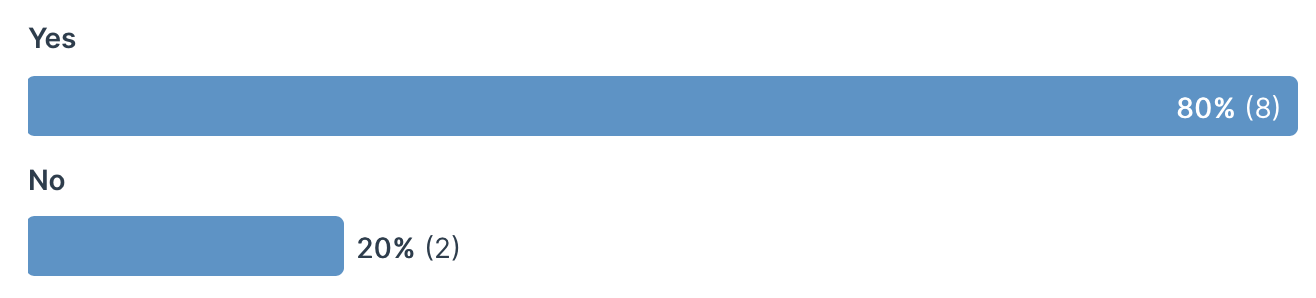 Yes
80% (8)
No
20% (2)